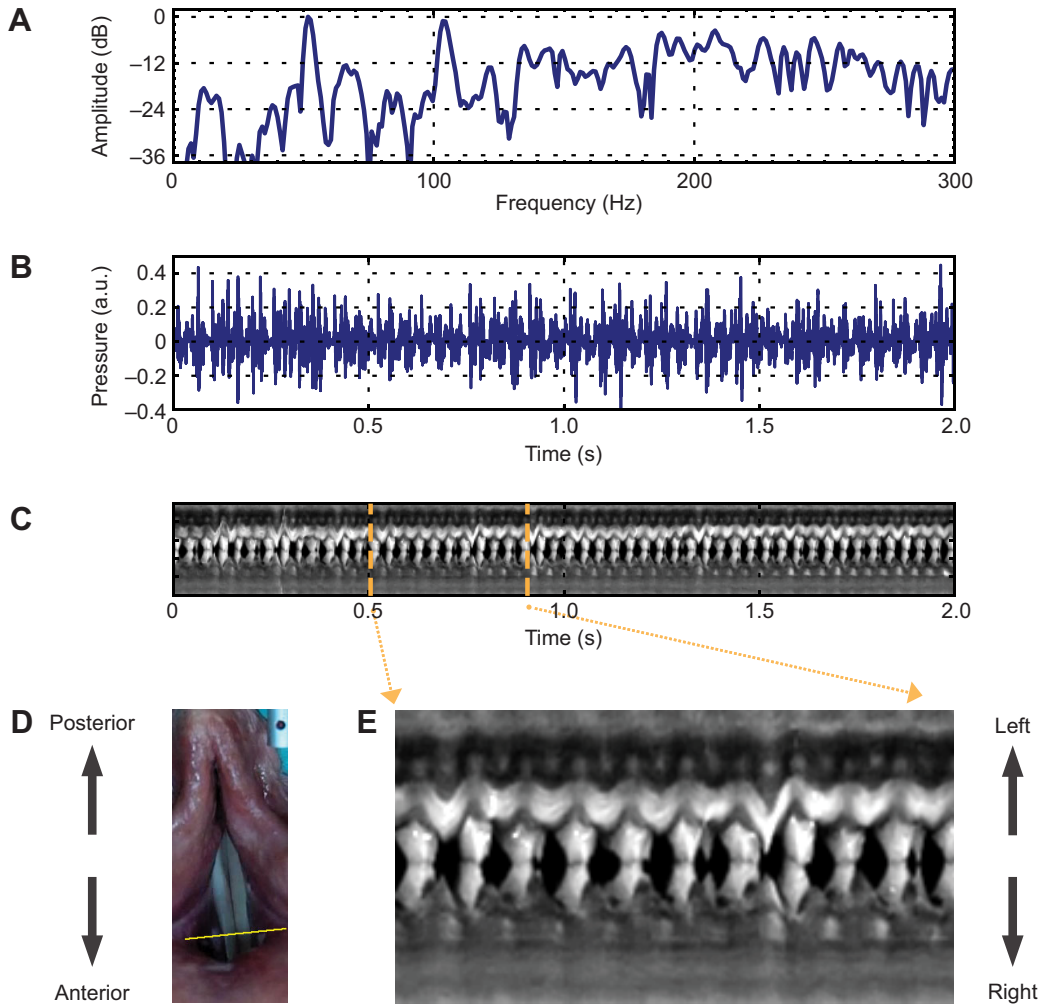 A
Amplitude (dB)
0
–12
–24
–36
0 100 200 300
Frequency (Hz)
B
Pressure (a.u.)
0.4
0.2
0
–0.2
–0.4
0 0.5 1.0 1.5 2.0
Time (s)
C
0 0.5 1.0 1.5 2.0
Time (s)
D
Posterior
Anterior
E
Left
Right